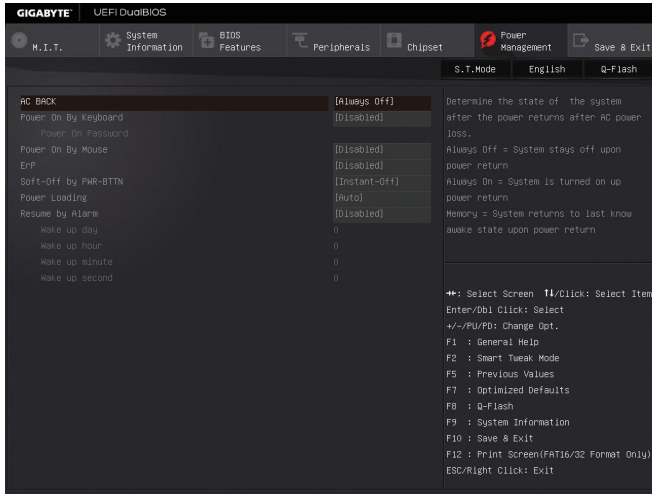 GIGABYTE™ UEFI DualBIOS
M.I.T.
System Information
BIOS Features
Peripherals
Chipset
Power Management
Save & Exit
S.T.Mode English Q-Flash
AC BACK [Always Off]
Power On By Keyboard [Disabled]
Power On Password
Power On By Mouse [Disabled]
ErP [Disabled]
Soft-Off by PWR-BTTN [Instant-Off]
Power Loading [Auto]
Resume by Alarm [Disabled]
Wake up day 0
Wake up hour 0
Wake up minute 0
Wake up second 0
Determine the state of the system
after the power returns after AC power
loss.
Always Off = System stays off upon
power return
Always On = System is turned on up
power return
Memory = System returns to last know
awake state upon power return
→←: Select Screen ↑↓/Click: Select Item
Enter/Dbl Click: Select
+/-/PU/PD: Change Opt.
F1 : General Help
F2 : Smart Tweak Mode
F5 : Previous Values
F7 : Optimized Defaults
F8 : Q-Flash
F9 : System Information
F10 : Save & Exit
F12 : Print Screen(FAT16/32 Format Only)
ESC/Right Click: Exit